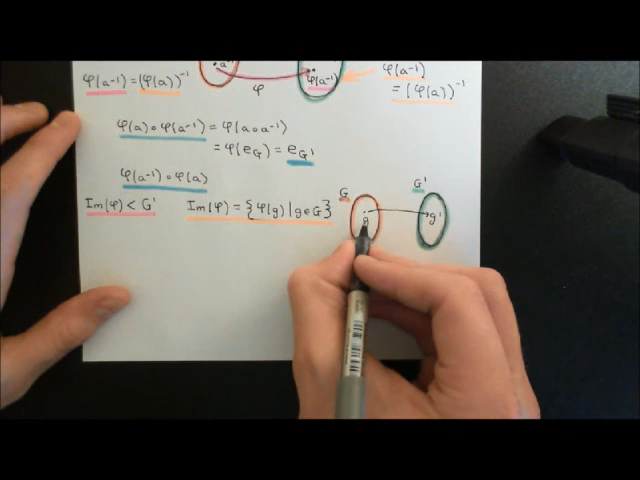 a⁻¹
φ(a⁻¹) = (φ(a))⁻¹
φ
φ(a⁻¹)
φ(a⁻¹)
= (φ(a))⁻¹
φ(a)∘φ(a⁻¹) = φ(a∘a⁻¹)
= φ(e_G) = e_G'
φ(a⁻¹)∘φ(a)
Im(φ) < G'
Im(φ) = {φ(g) | g∈G}
G
G'
g
g'